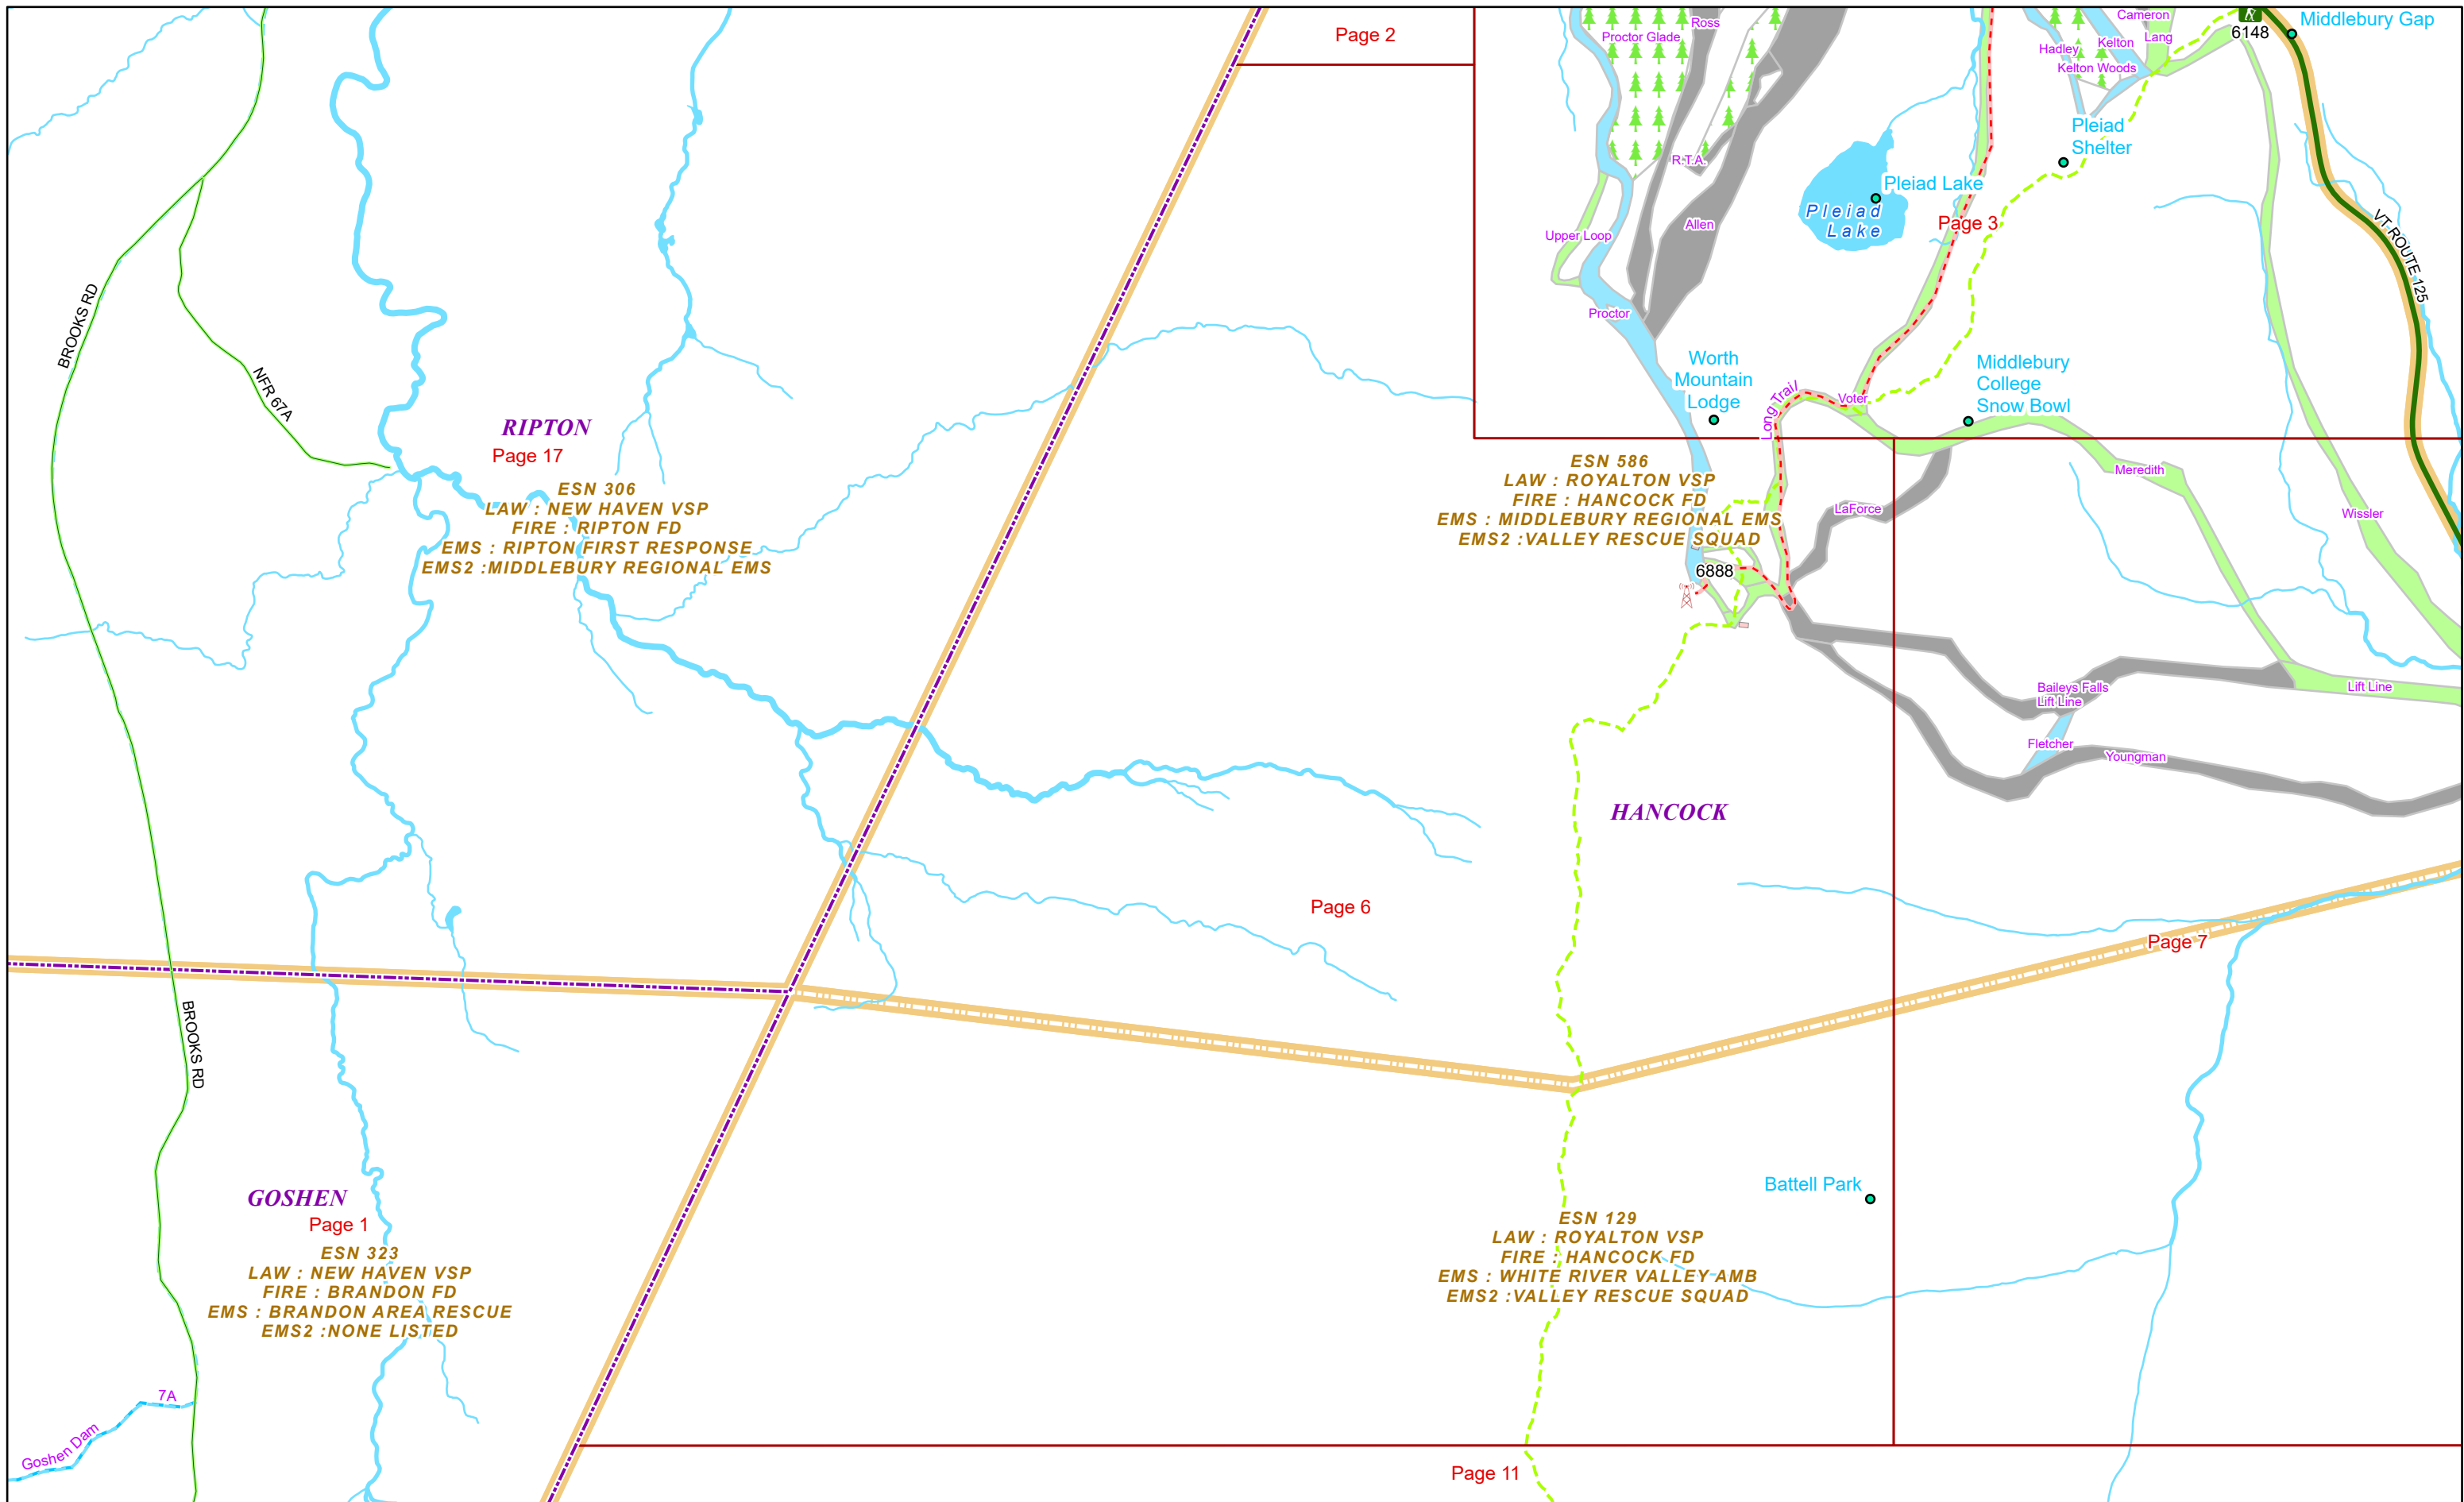 Page 2
Ross
Proctor Glade
Cameron
Lang
Kelton
Hadley
Kelton Woods
6148
Middlebury Gap
Pleiad
Shelter
R.T.A.
Pleiad Lake
Pleiad
Lake
Page 3
Allen
Upper Loop
VT ROUTE 125
Proctor
BROOKS RD
NFR 67A
Worth
Mountain
Lodge
Middlebury
College
Snow Bowl
Long Trail
Voter
RIPTON
Page 17
ESN 306
LAW : NEW HAVEN VSP
FIRE : RIPTON FD
EMS : RIPTON FIRST RESPONSE
EMS2 :MIDDLEBURY REGIONAL EMS
ESN 586
LAW : ROYALTON VSP
FIRE : HANCOCK FD
EMS : MIDDLEBURY REGIONAL EMS
EMS2 :VALLEY RESCUE SQUAD
Meredith
LaForce
Wissler
6888
Baileys Falls
Lift Line
Lift Line
Fletcher
Youngman
HANCOCK
Page 6
Page 7
BROOKS RD
Battell Park
GOSHEN
Page 1
ESN 323
LAW : NEW HAVEN VSP
FIRE : BRANDON FD
EMS : BRANDON AREA RESCUE
EMS2 :NONE LISTED
ESN 129
LAW : ROYALTON VSP
FIRE : HANCOCK FD
EMS : WHITE RIVER VALLEY AMB
EMS2 :VALLEY RESCUE SQUAD
7A
Goshen Dam
Page 11